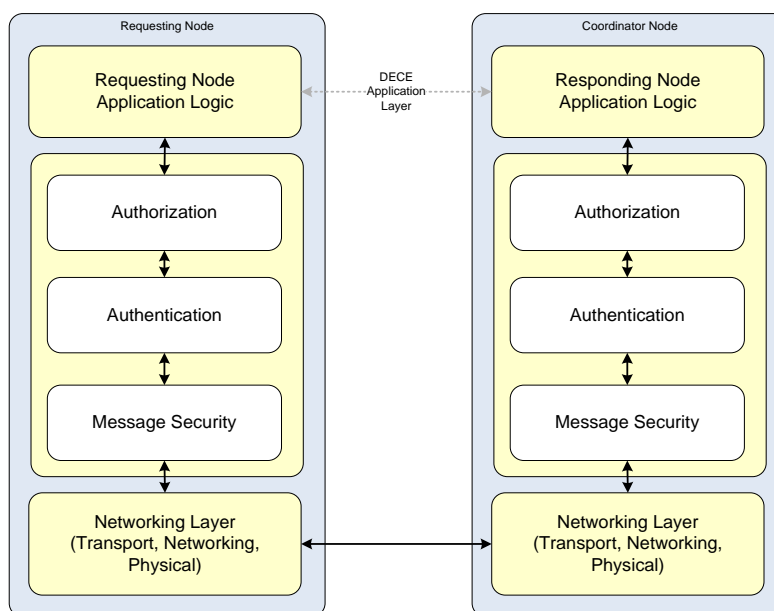 Requesting Node
Requesting Node
Application Logic
Authorization
Authentication
Message Security
Networking Layer
(Transport, Networking,
Physical)
DECE
Application
Layer
Coordinator Node
Responding Node
Application Logic
Authorization
Authentication
Message Security
Networking Layer
(Transport, Networking,
Physical)